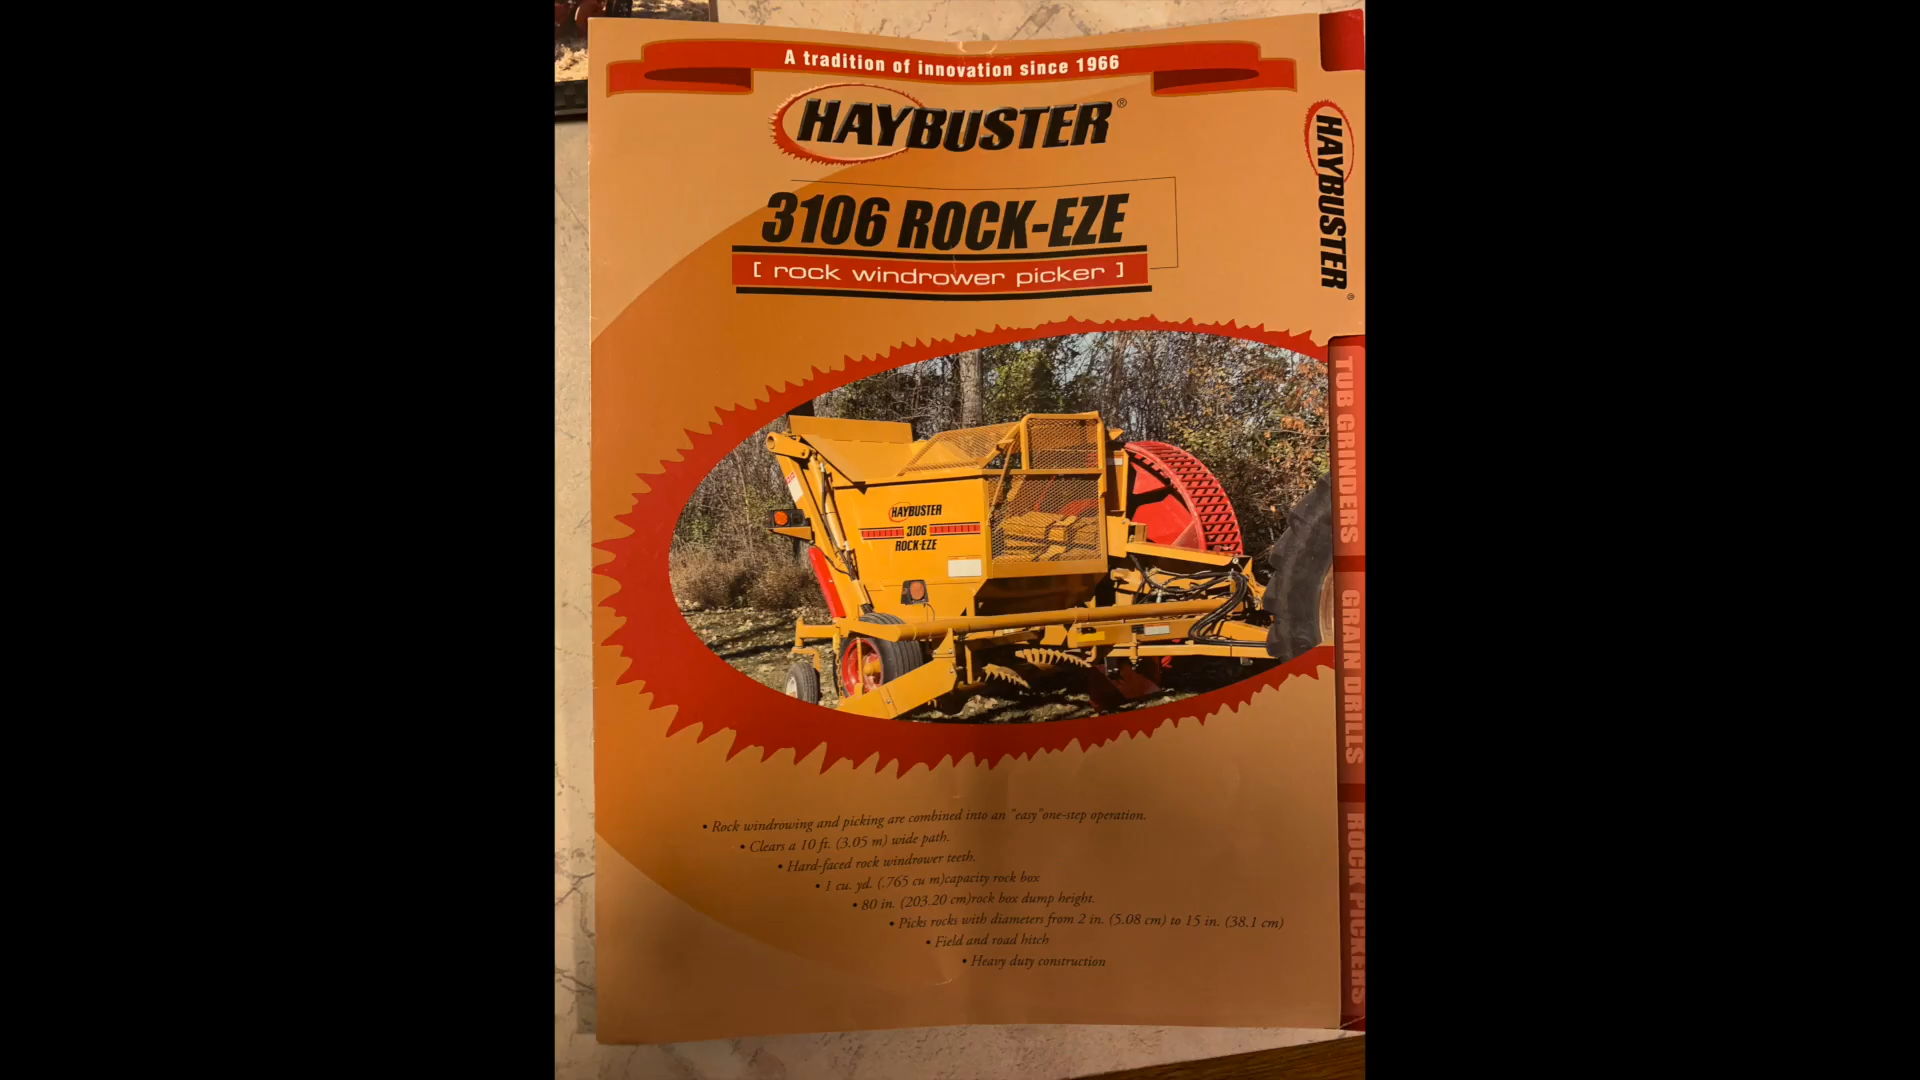 A tradition of innovation since 1966
HAYBUSTER®
3106 ROCK-EZE
[ rock windrower picker ]
HAYBUSTER
3106
ROCK-EZE
• Rock windrowing and picking are combined into an "easy"one-step operation.
• Clears a 10 ft. (3.05 m) wide path.
• Hard-faced rock windrower teeth.
• 1 cu. yd. (.765 cu m)capacity rock box
• 80 in. (203.20 cm)rock box dump height.
• Picks rocks with diameters from 2 in. (5.08 cm) to 15 in. (38.1 cm)
• Field and road hitch
• Heavy duty construction
HAYBUSTER®
TUB GRINDERS
GRAIN DRILLS
ROCK PICKERS